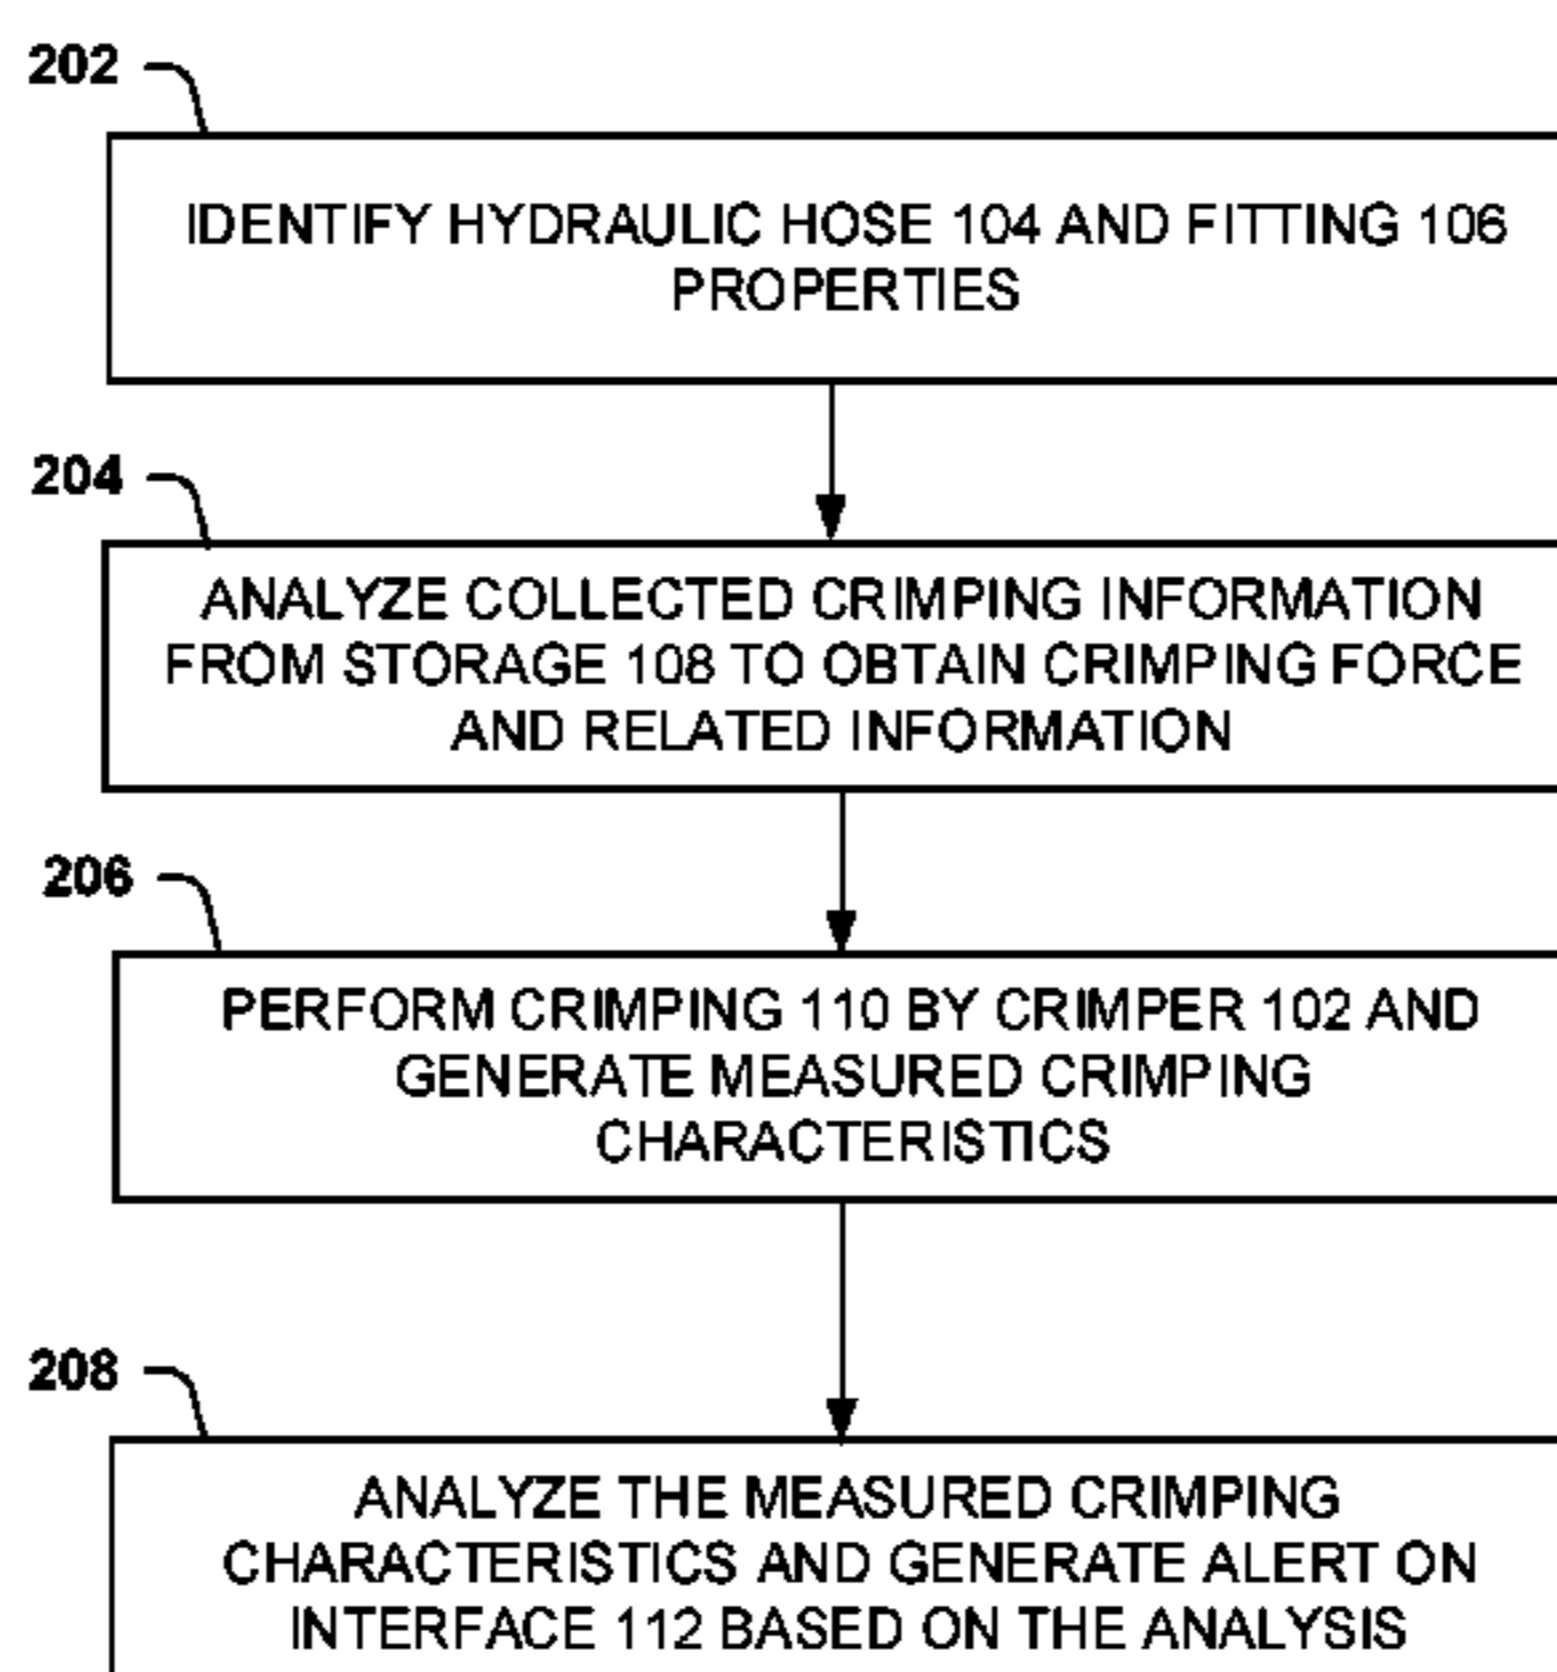 202
IDENTIFY HYDRAULIC HOSE 104 AND FITTING 106
PROPERTIES
204
ANALYZE COLLECTED CRIMPING INFORMATION
FROM STORAGE 108 TO OBTAIN CRIMPING FORCE
AND RELATED INFORMATION
206
PERFORM CRIMPING 110 BY CRIMPER 102 AND
GENERATE MEASURED CRIMPING
CHARACTERISTICS
208
ANALYZE THE MEASURED CRIMPING
CHARACTERISTICS AND GENERATE ALERT ON
INTERFACE 112 BASED ON THE ANALYSIS